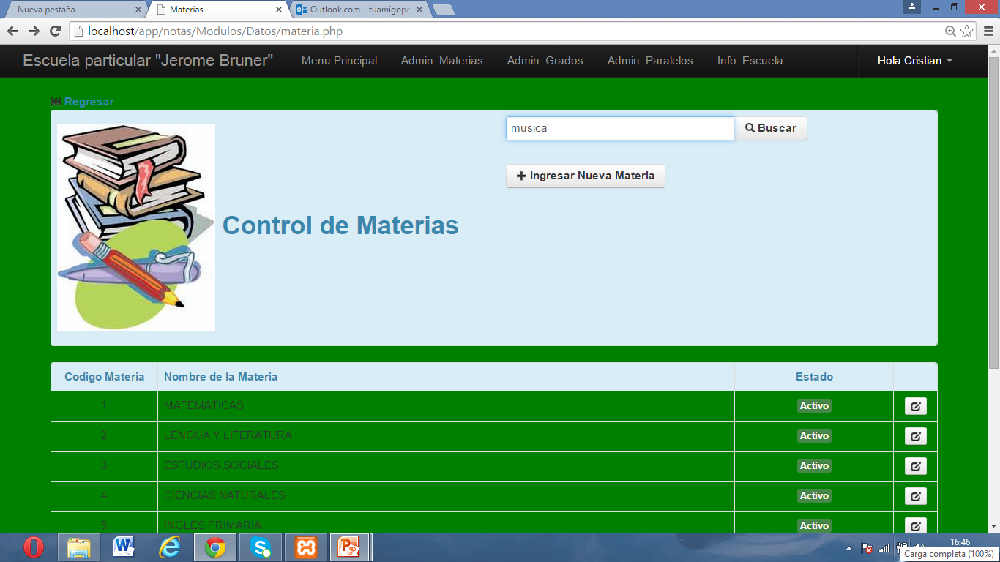 Nueva pestaña
Materias
Outlook.com - tuamigopc
localhost/app/notas/Modulos/Datos/materia.php
Escuela particular "Jerome Bruner" Menu Principal Admin. Materias Admin. Grados Admin. Paralelos Info. Escuela Hola Cristian
Regresar
musica Buscar
Ingresar Nueva Materia
Control de Materias
Codigo Materia Nombre de la Materia Estado
1 MATEMATICAS Activo
2 LENGUA Y LITERATURA Activo
3 ESTUDIOS SOCIALES Activo
4 CIENCIAS NATURALES Activo
5 INGLES PRIMARIA Activo
16:46
Carga completa (100%)